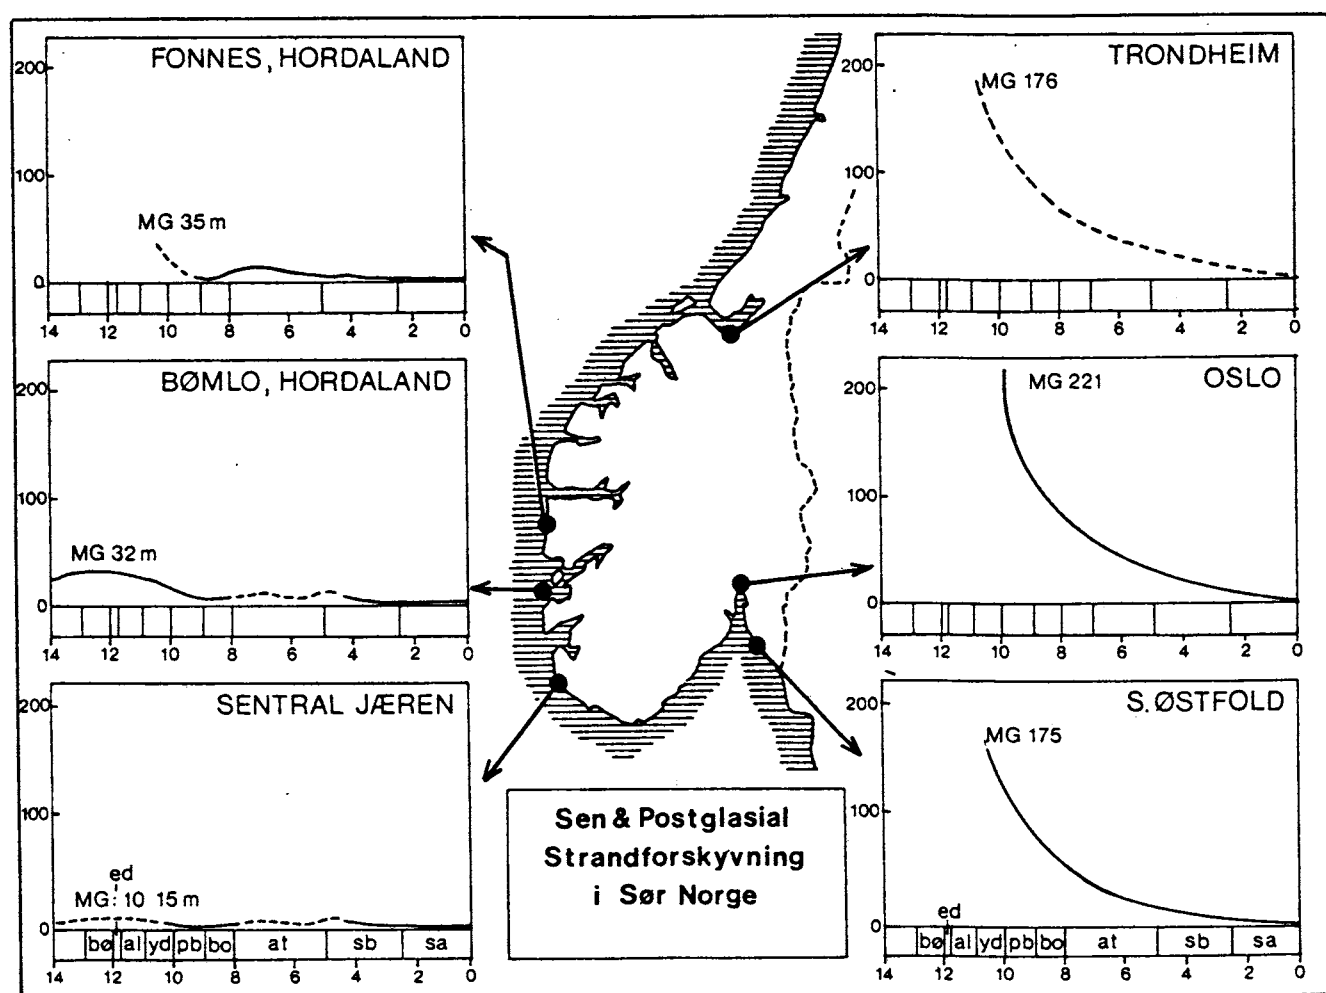 FONNES, HORDALAND
200
100
0
MG 35 m
14 12 10 8 6 4 2 0
BØMLO, HORDALAND
200
100
0
MG 32 m
14 12 10 8 6 4 2 0
SENTRAL JÆREN
200
100
0
ed
MG: 10 15 m
bø al yd pb bo at sb sa
14 12 10 8 6 4 2 0
Sen & Postglasial
Strandforskyvning
i Sør Norge
TRONDHEIM
200
100
0
MG 176
14 12 10 8 6 4 2 0
OSLO
200
100
0
MG 221
14 12 10 8 6 4 2 0
S. ØSTFOLD
200
100
0
MG 175
ed
bø al yd pb bo at sb sa
14 12 10 8 6 4 2 0